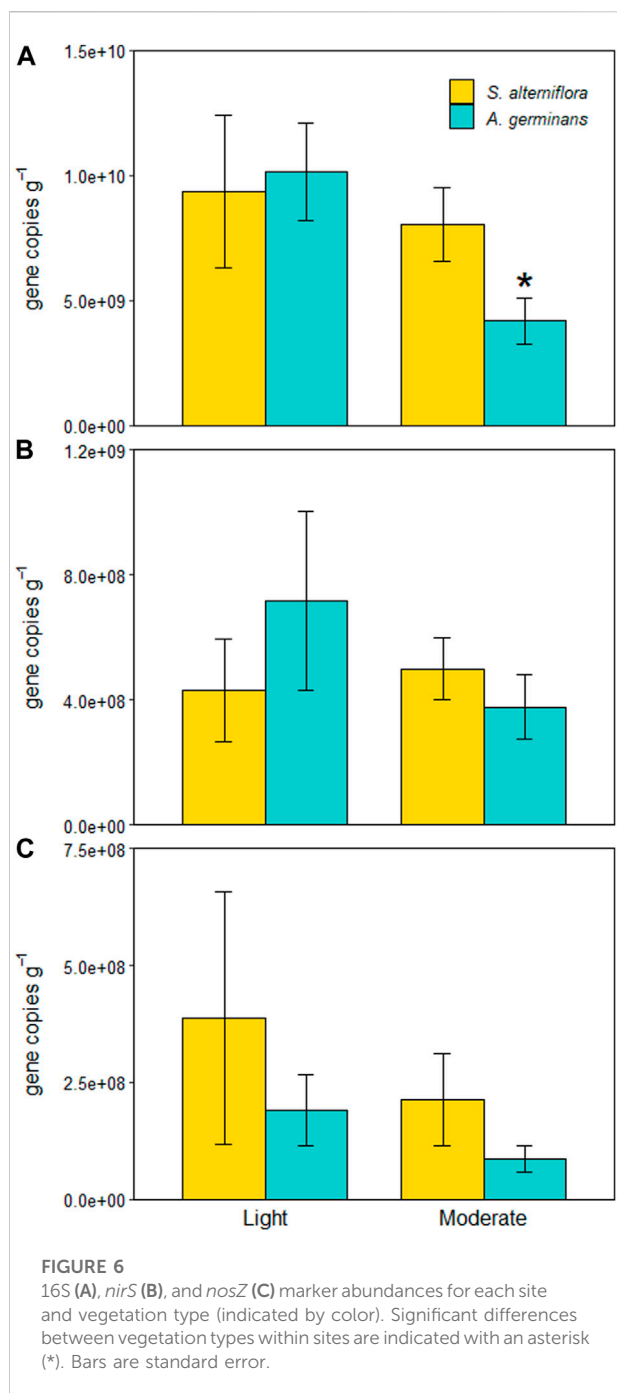 A
1.5e+10
S. alterniflora
A. germinans
1.0e+10
gene copies g⁻¹
5.0e+09
*
0.0e+00
B
1.2e+09
8.0e+08
gene copies g⁻¹
4.0e+08
0.0e+00
C
7.5e+08
5.0e+08
gene copies g⁻¹
2.5e+08
0.0e+00
Light Moderate
FIGURE 6
16S (A), nirS (B), and nosZ (C) marker abundances for each site
and vegetation type (indicated by color). Significant differences
between vegetation types within sites are indicated with an asterisk
(*). Bars are standard error.